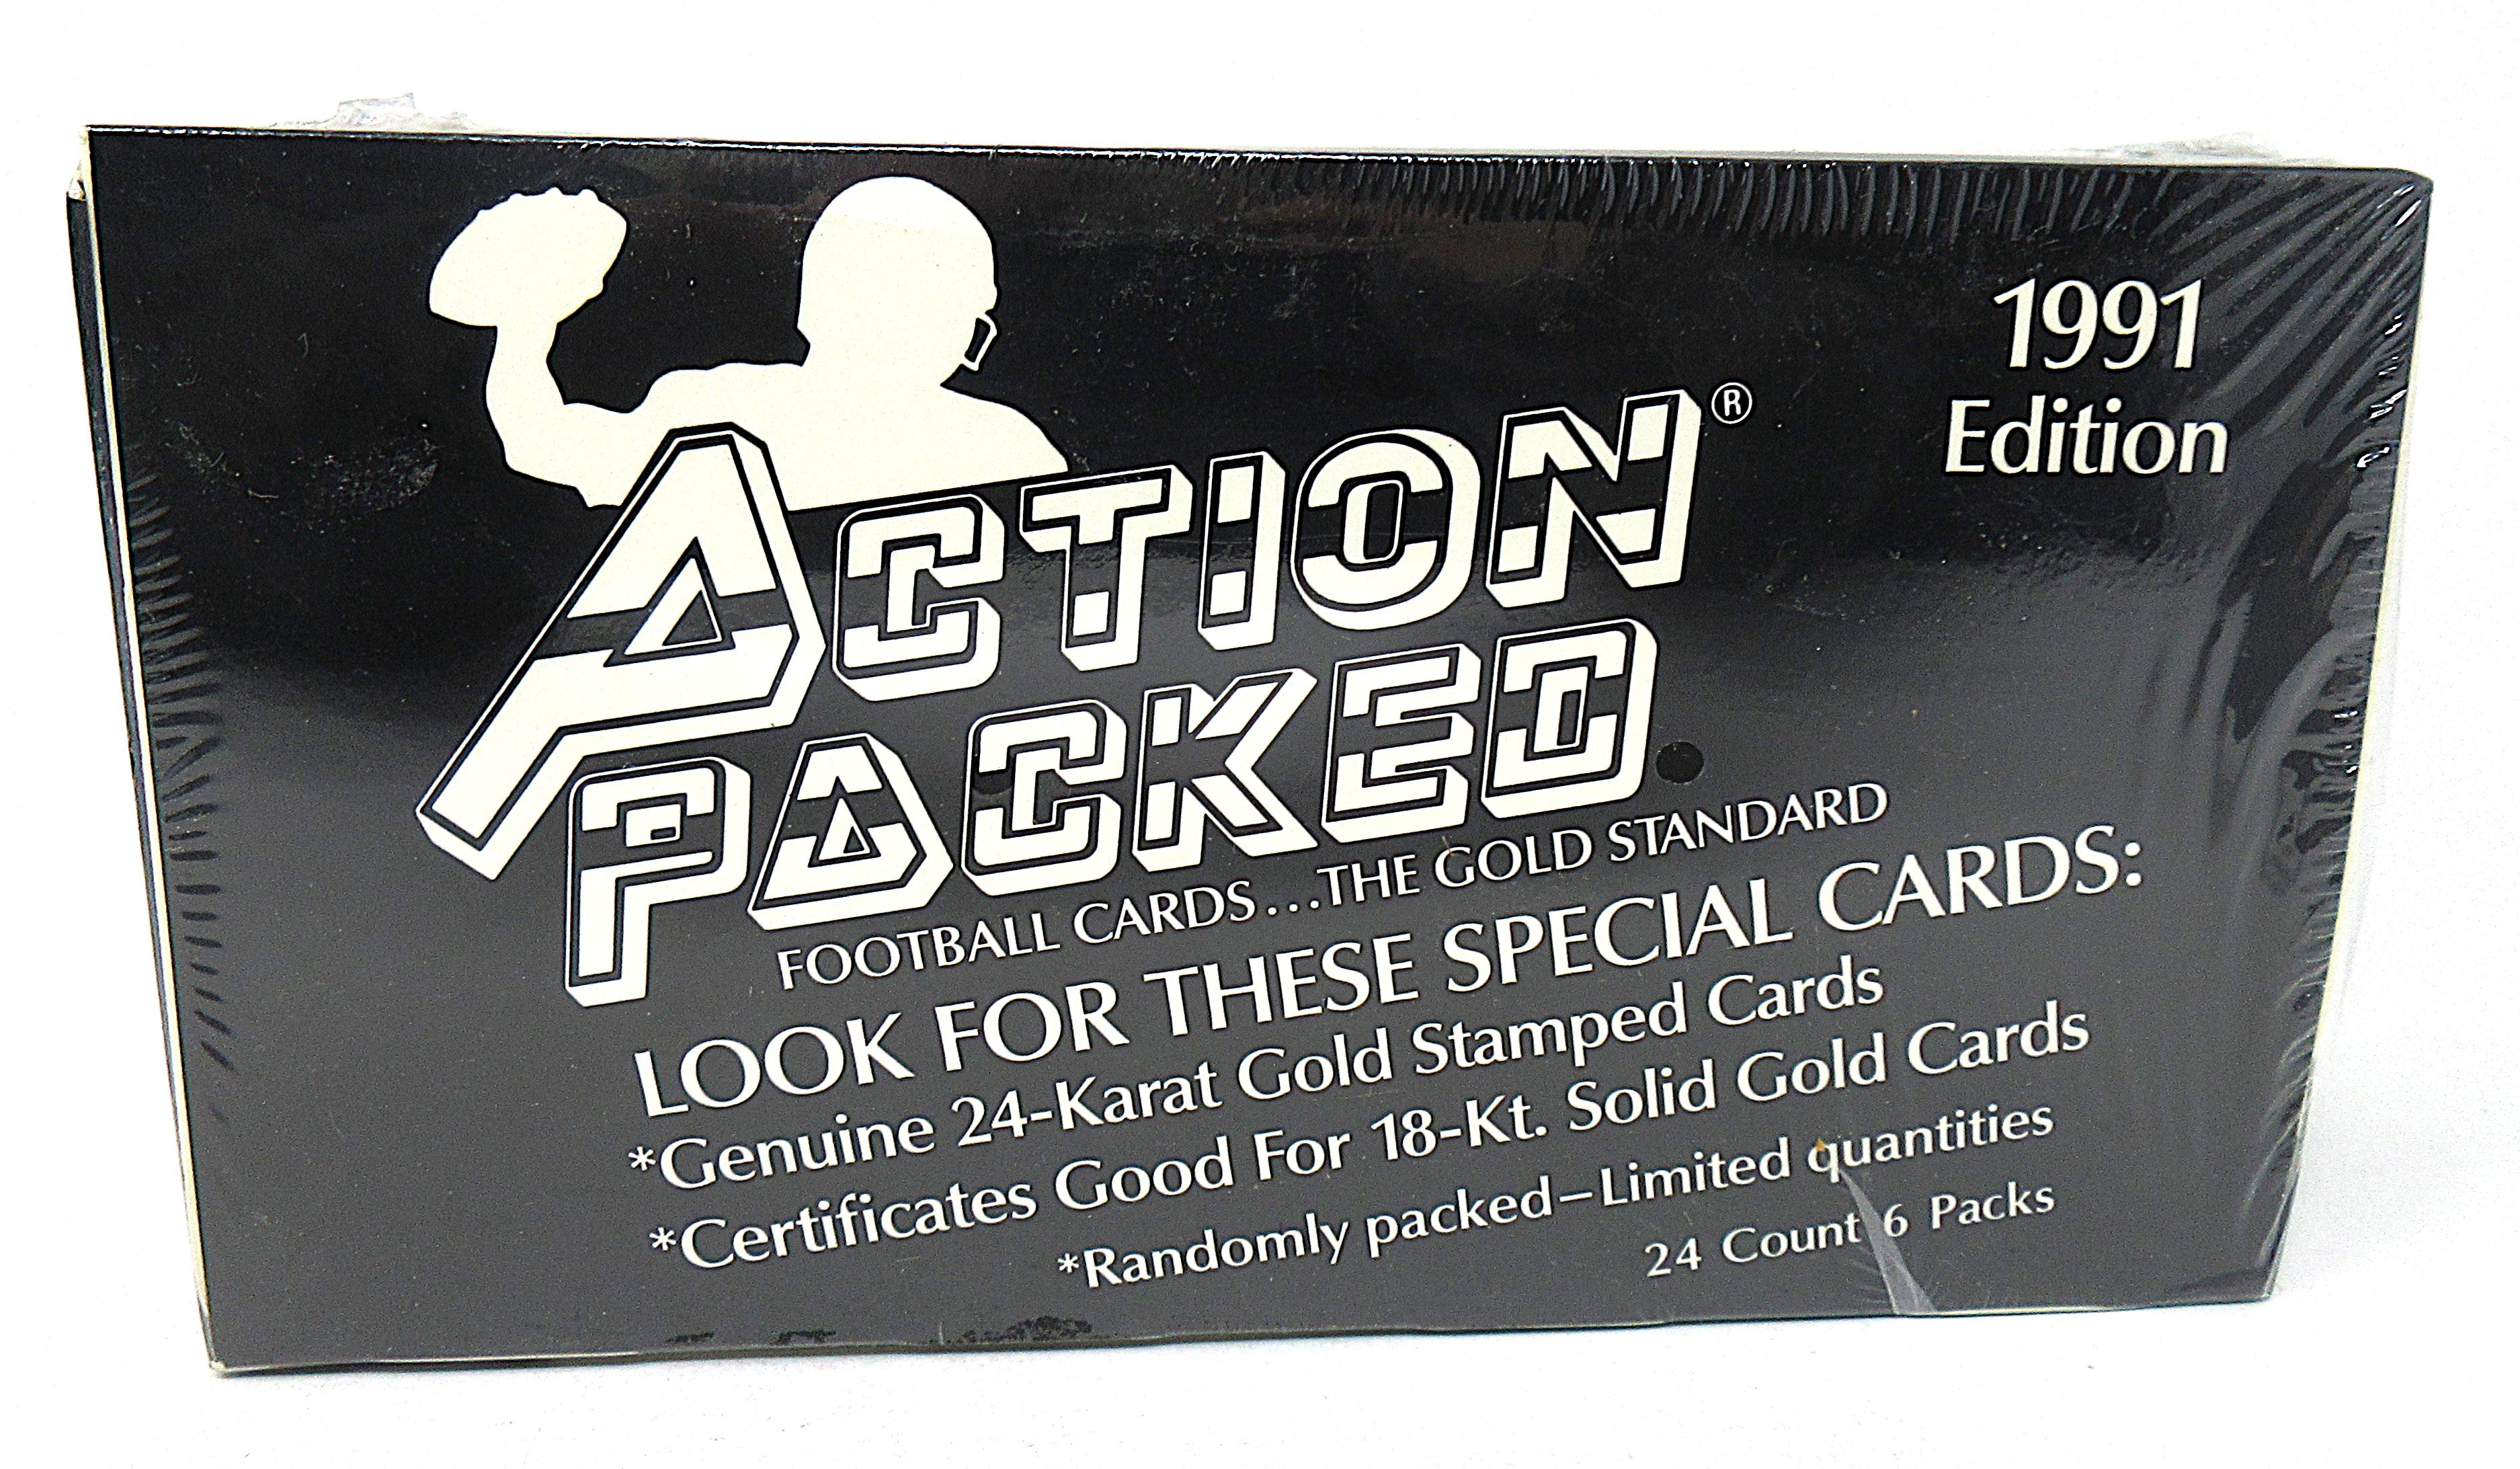 1991
Edition
ACTION®
PACKED
FOOTBALL CARDS...THE GOLD STANDARD
LOOK FOR THESE SPECIAL CARDS:
*Genuine 24-Karat Gold Stamped Cards
*Certificates Good For 18-Kt. Solid Gold Cards
*Randomly packed–Limited quantities
24 Count 6 Packs